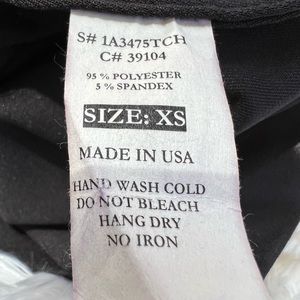 S# 1A3475TCH
C# 39104
95 % POLYESTER
5 % SPANDEX
SIZE: XS
MADE IN USA
HAND WASH COLD
DO NOT BLEACH
HANG DRY
NO IRON